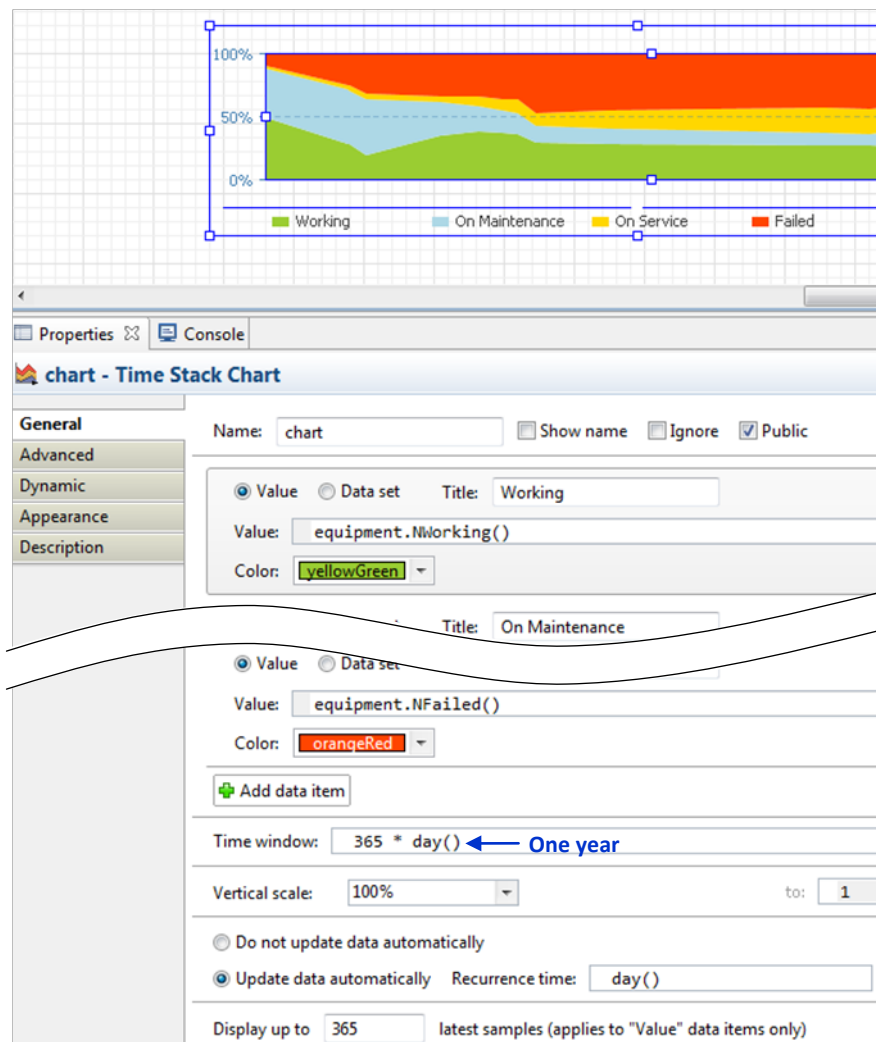 100%
50%
0%
Working On Maintenance On Service Failed
Properties Console
chart - Time Stack Chart
General
Advanced
Dynamic
Appearance
Description
Name: chart Show name Ignore Public
Value Data set Title: Working
Value: equipment.NWorking()
Color: yellowGreen
Title: On Maintenance
Value Data set
Value: equipment.NFailed()
Color: orangeRed
Add data item
Time window: 365 * day() One year
Vertical scale: 100% to: 1
Do not update data automatically
Update data automatically Recurrence time: day()
Display up to 365 latest samples (applies to "Value" data items only)